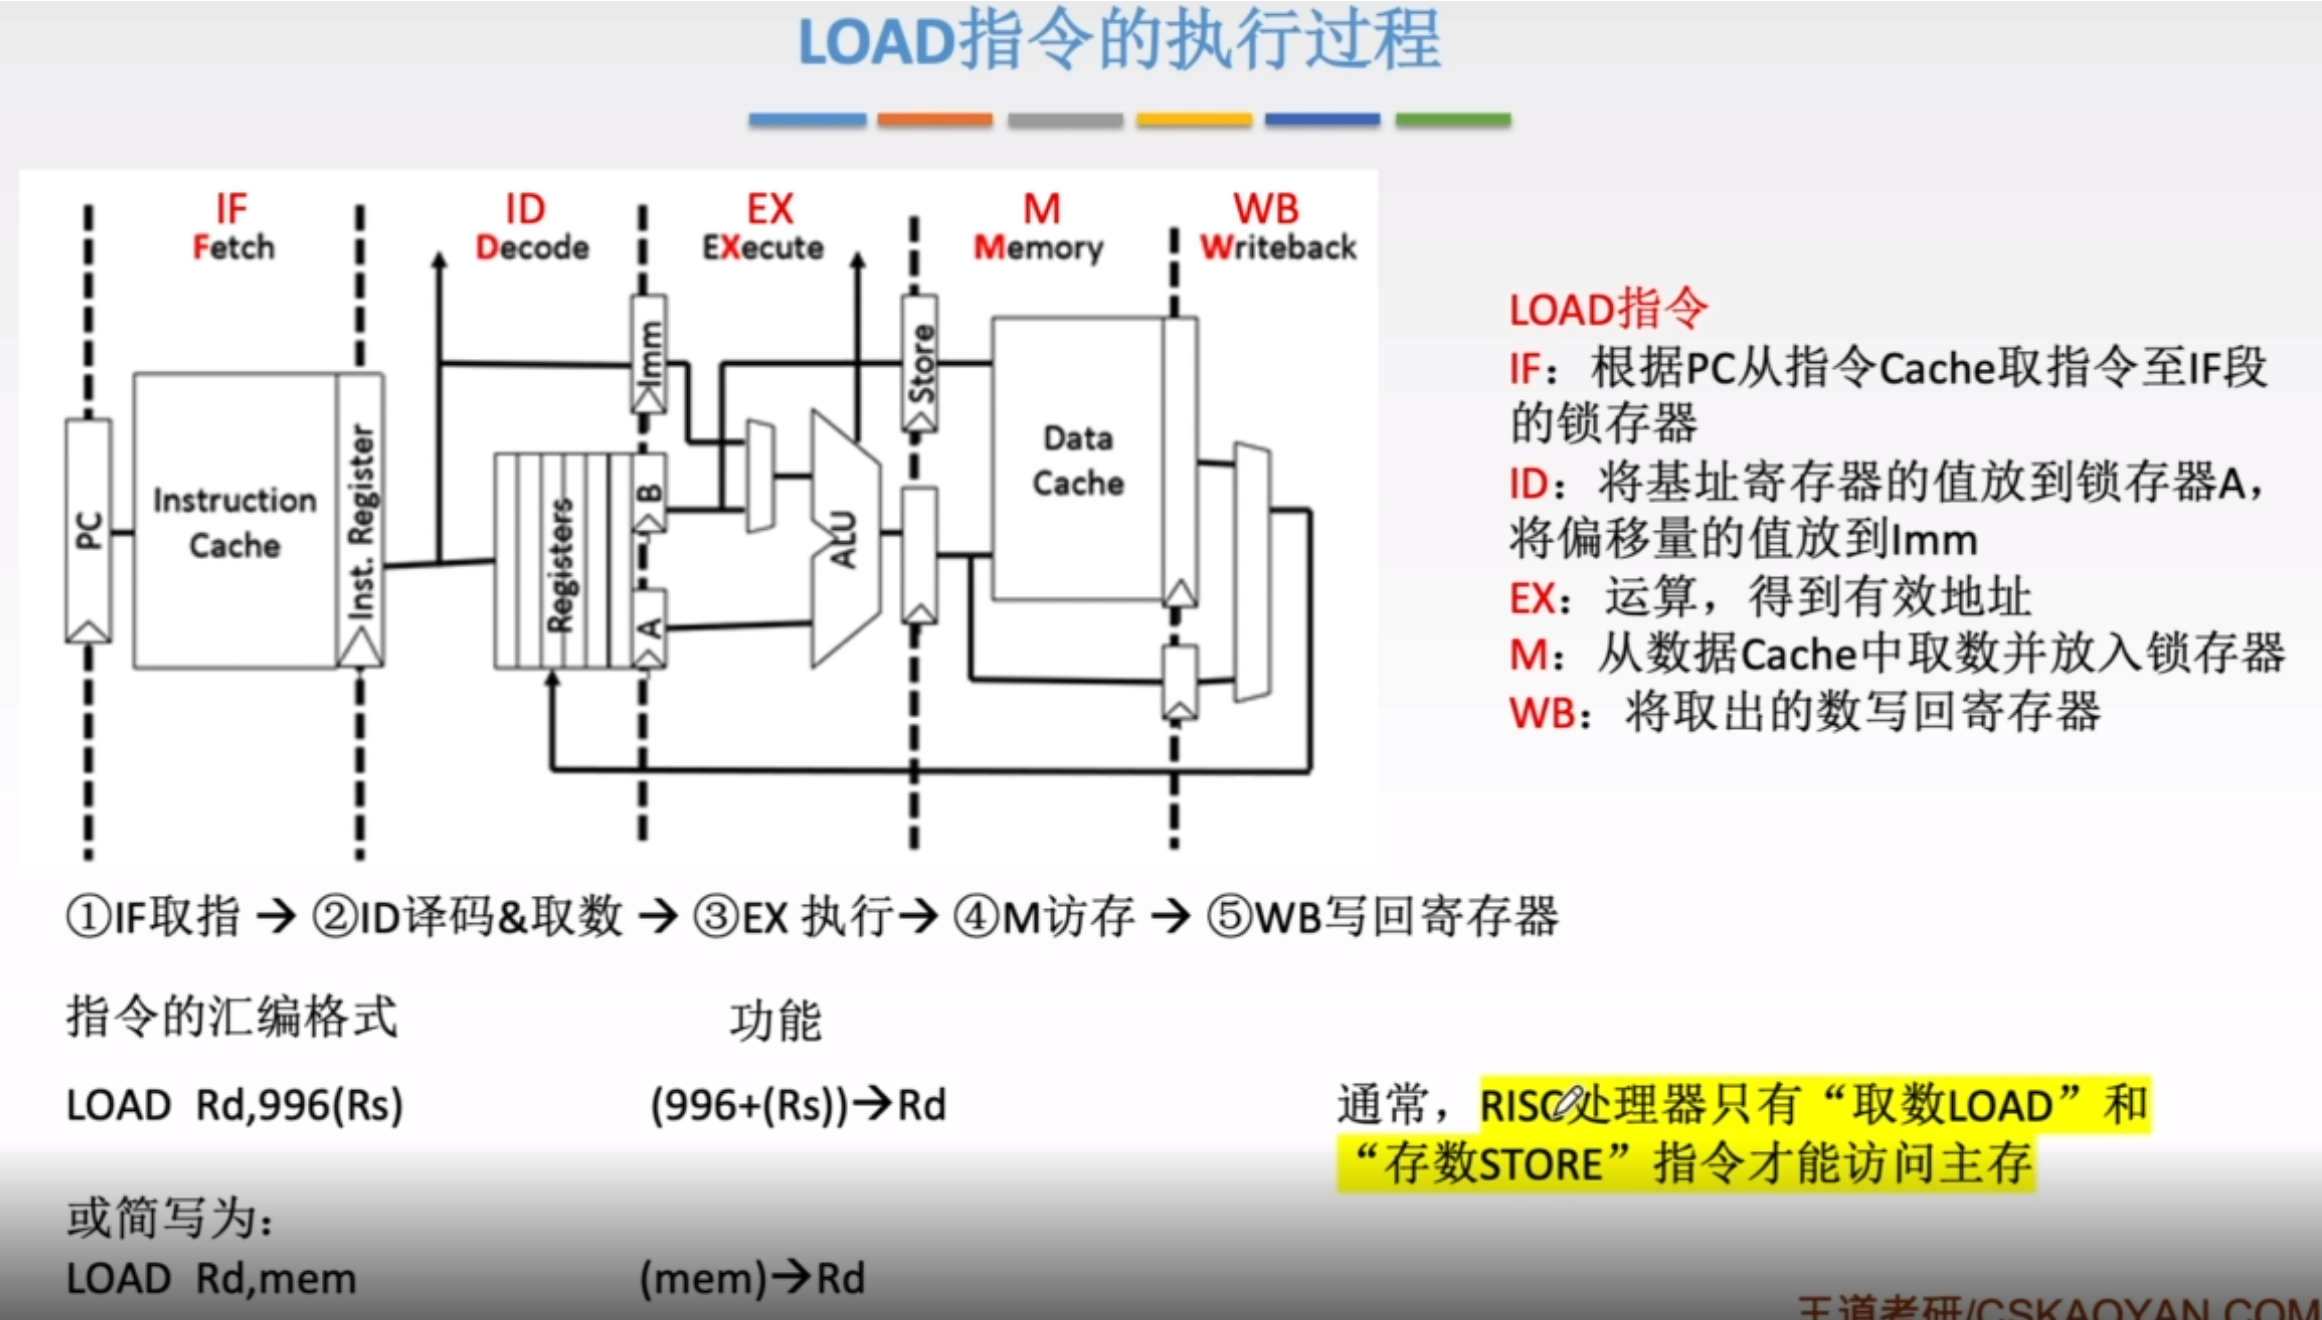 LOAD指令的执行过程
IF
Fetch
ID
Decode
EX
EXecute
M
Memory
WB
Writeback
PC
Instruction
Cache
Inst. Register
Registers
Imm
B
A
ALU
Store
Data
Cache
LOAD指令
IF：根据PC从指令Cache取指令至IF段
的锁存器
ID：将基址寄存器的值放到锁存器A，
将偏移量的值放到Imm
EX：运算，得到有效地址
M：从数据Cache中取数并放入锁存器
WB：将取出的数写回寄存器
①IF取指→②ID译码&取数→③EX 执行→④M访存→⑤WB写回寄存器
指令的汇编格式 功能
LOAD Rd,996(Rs) (996+(Rs))→Rd
通常，RISC处理器只有“取数LOAD”和
“存数STORE”指令才能访问主存
或简写为：
LOAD Rd,mem (mem)→Rd
王道考研/CSKAOYAN.COM